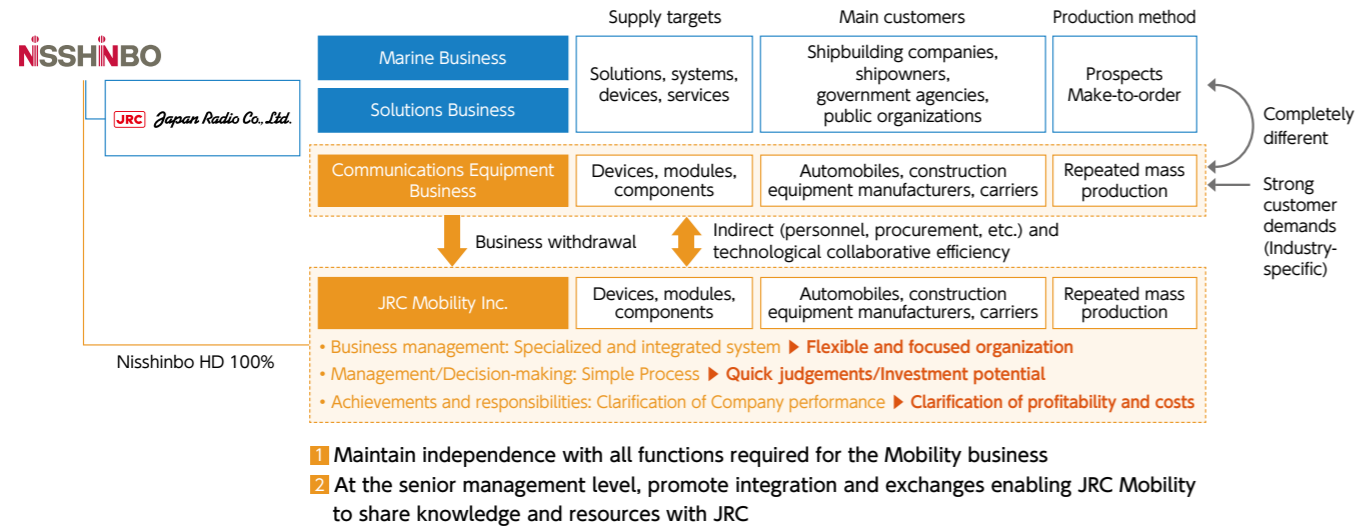 Supply targets
Main customers
Production method
NISSHINBO
JRC Japan Radio Co., Ltd.
Marine Business
Solutions Business
Solutions, systems,
devices, services
Shipbuilding companies,
shipowners,
government agencies,
public organizations
Prospects
Make-to-order
Completely
different
Communications Equipment
Business
Devices, modules,
components
Automobiles, construction
equipment manufacturers, carriers
Repeated mass
production
Strong
customer
demands
(Industry-
specific)
Business withdrawal
Indirect (personnel, procurement, etc.) and
technological collaborative efficiency
JRC Mobility Inc.
Devices, modules,
components
Automobiles, construction
equipment manufacturers, carriers
Repeated mass
production
Nisshinbo HD 100%
• Business management: Specialized and integrated system ▶ Flexible and focused organization
• Management/Decision-making: Simple Process ▶ Quick judgements/Investment potential
• Achievements and responsibilities: Clarification of Company performance ▶ Clarification of profitability and costs
1 Maintain independence with all functions required for the Mobility business
2 At the senior management level, promote integration and exchanges enabling JRC Mobility
to share knowledge and resources with JRC